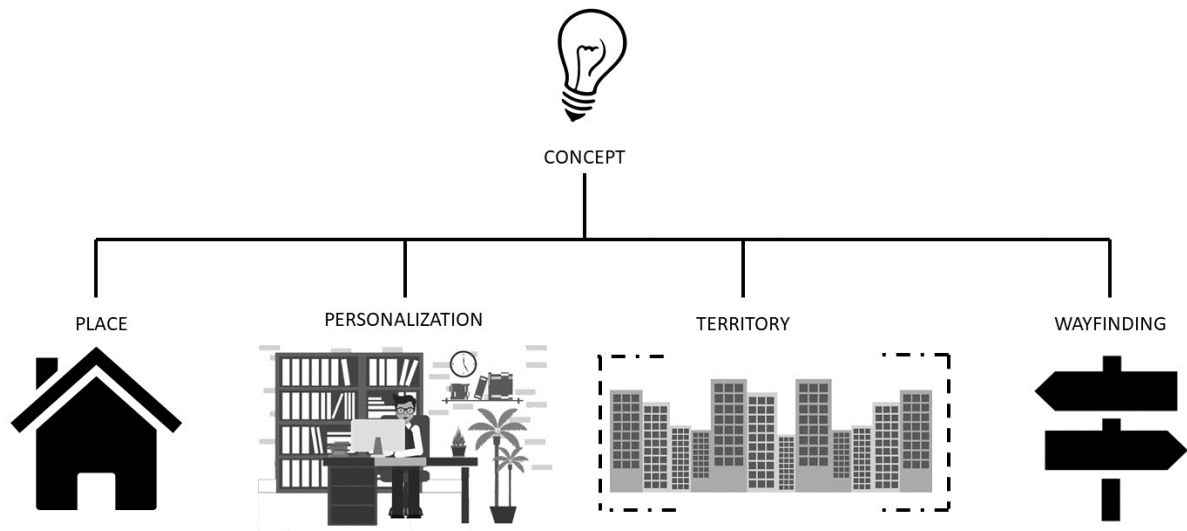 CONCEPT
PLACE
PERSONALIZATION
TERRITORY
WAYFINDING